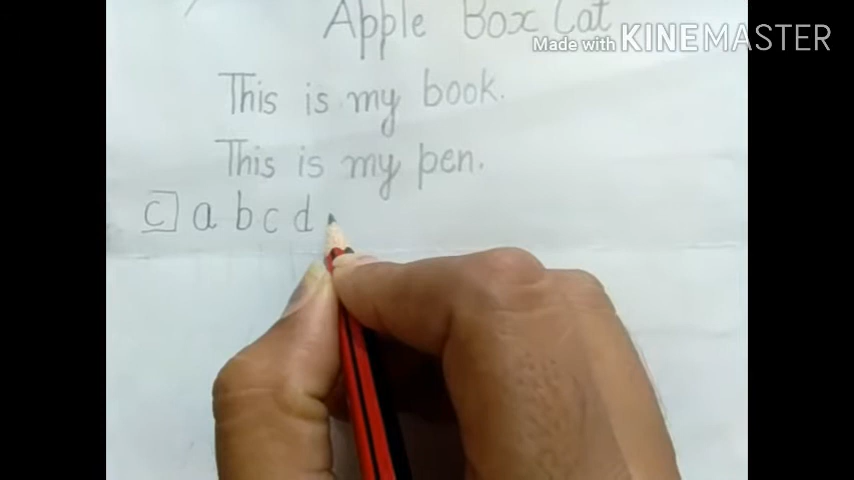 Apple Box Cat
Made with KINEMASTER
This is my book.
This is my pen.
c a b c d